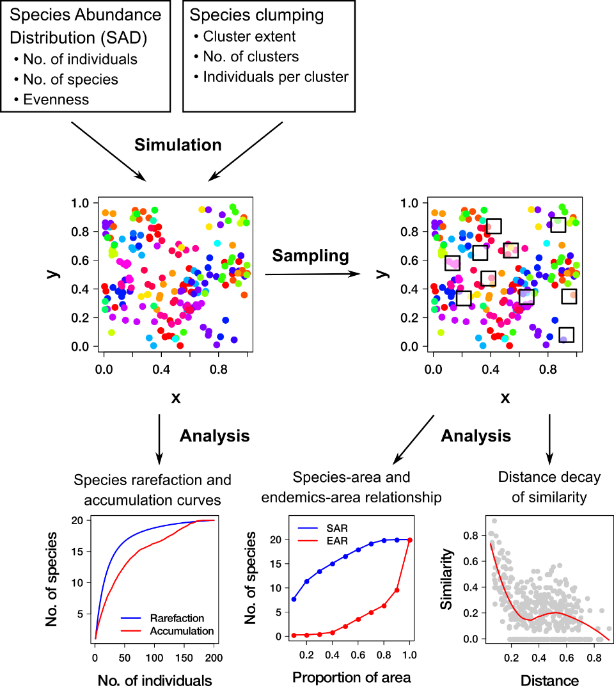 Species Abundance
Distribution (SAD)
• No. of individuals
• No. of species
• Evenness
Species clumping
• Cluster extent
• No. of clusters
• Individuals per cluster
Simulation
1.0
0.8
0.6
0.4
0.2
0.0
y
0.0
0.4
0.8
x
Sampling
1.0
0.8
0.6
0.4
0.2
0.0
y
0.0
0.4
0.8
x
Analysis
Analysis
Species rarefaction and
accumulation curves
20
15
10
5
No. of species
Rarefaction
Accumulation
0 50 100 150 200
No. of individuals
Species-area and
endemics-area relationship
20
15
10
5
0
No. of species
SAR
EAR
0.2 0.4 0.6 0.8 1.0
Proportion of area
Distance decay
of similarity
0.8
0.6
0.4
0.2
0.0
Similarity
0.2 0.4 0.6 0.8
Distance